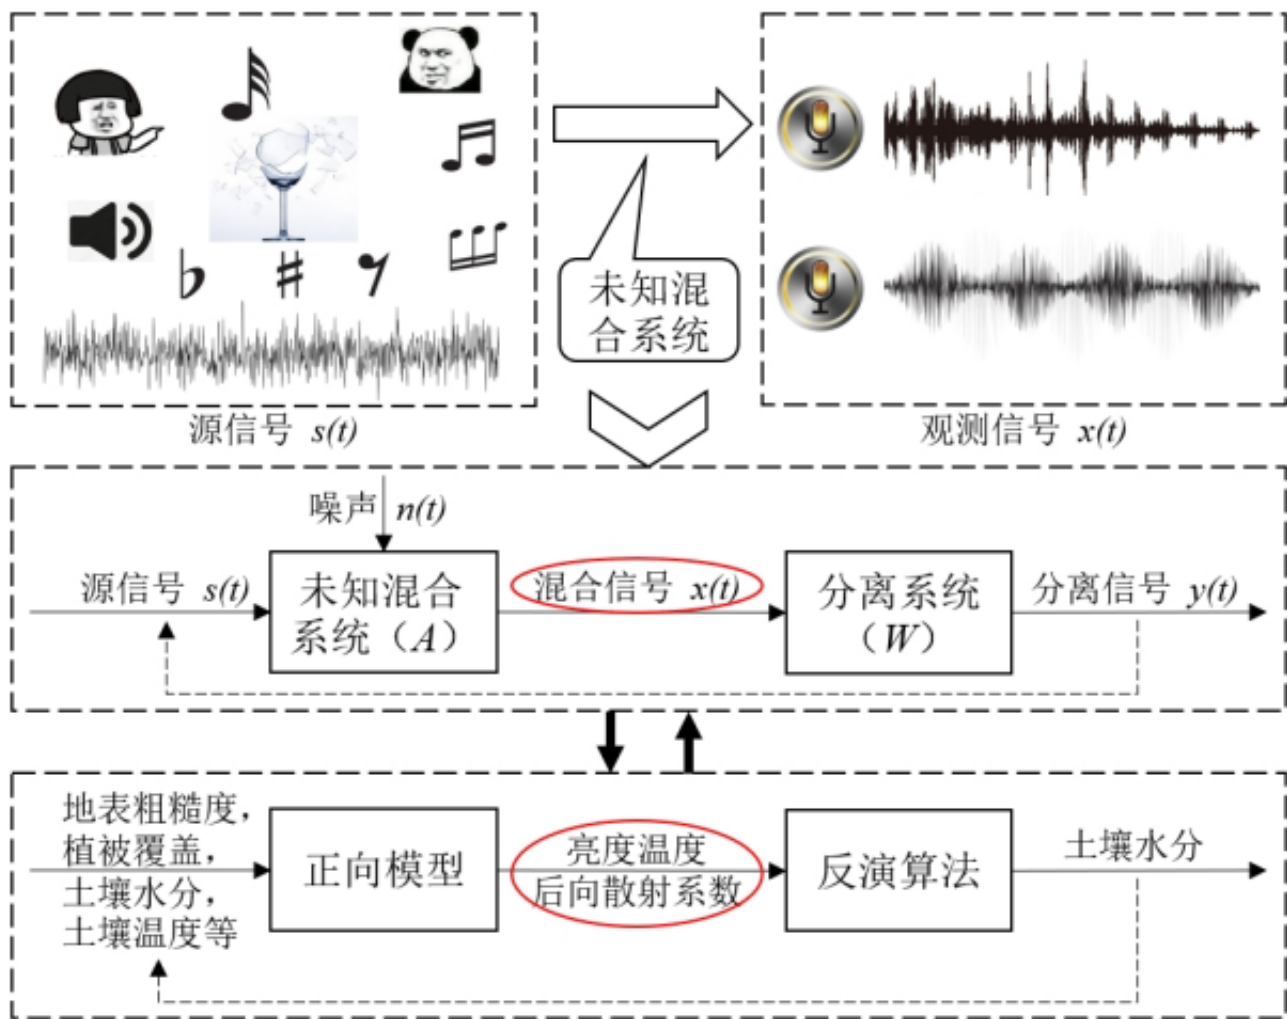 未知混
合系统
源信号 s(t)
观测信号 x(t)
噪声 n(t)
源信号 s(t)
未知混合
系统（A）
混合信号 x(t)
分离系统
（W）
分离信号 y(t)
地表粗糙度，
植被覆盖，
土壤水分，
土壤温度等
正向模型
亮度温度
后向散射系数
反演算法
土壤水分